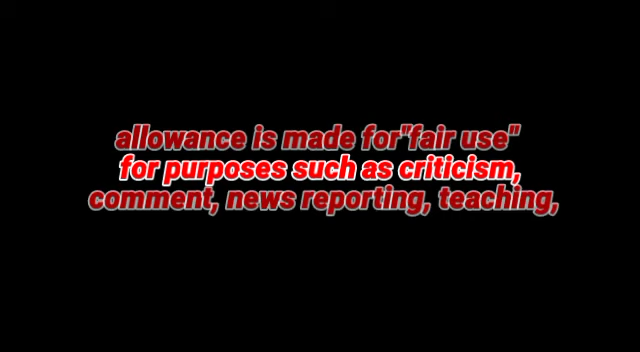 allowance is made for"fair use"
for purposes such as criticism,
comment, news reporting, teaching,